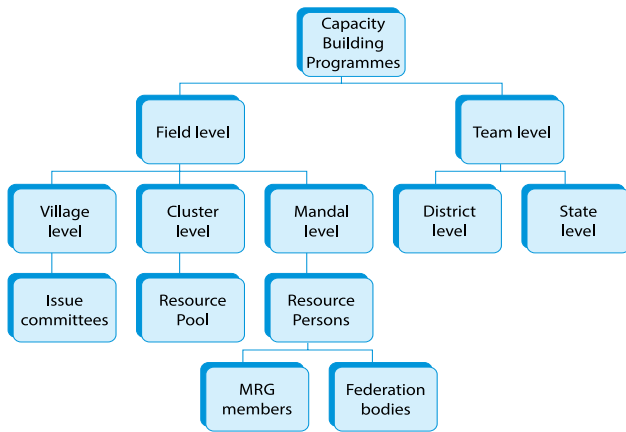 Capacity
Building
Programmes
Field level
Team level
Village
level
Cluster
level
Mandal
level
District
level
State
level
Issue
committees
Resource
Pool
Resource
Persons
MRG
members
Federation
bodies